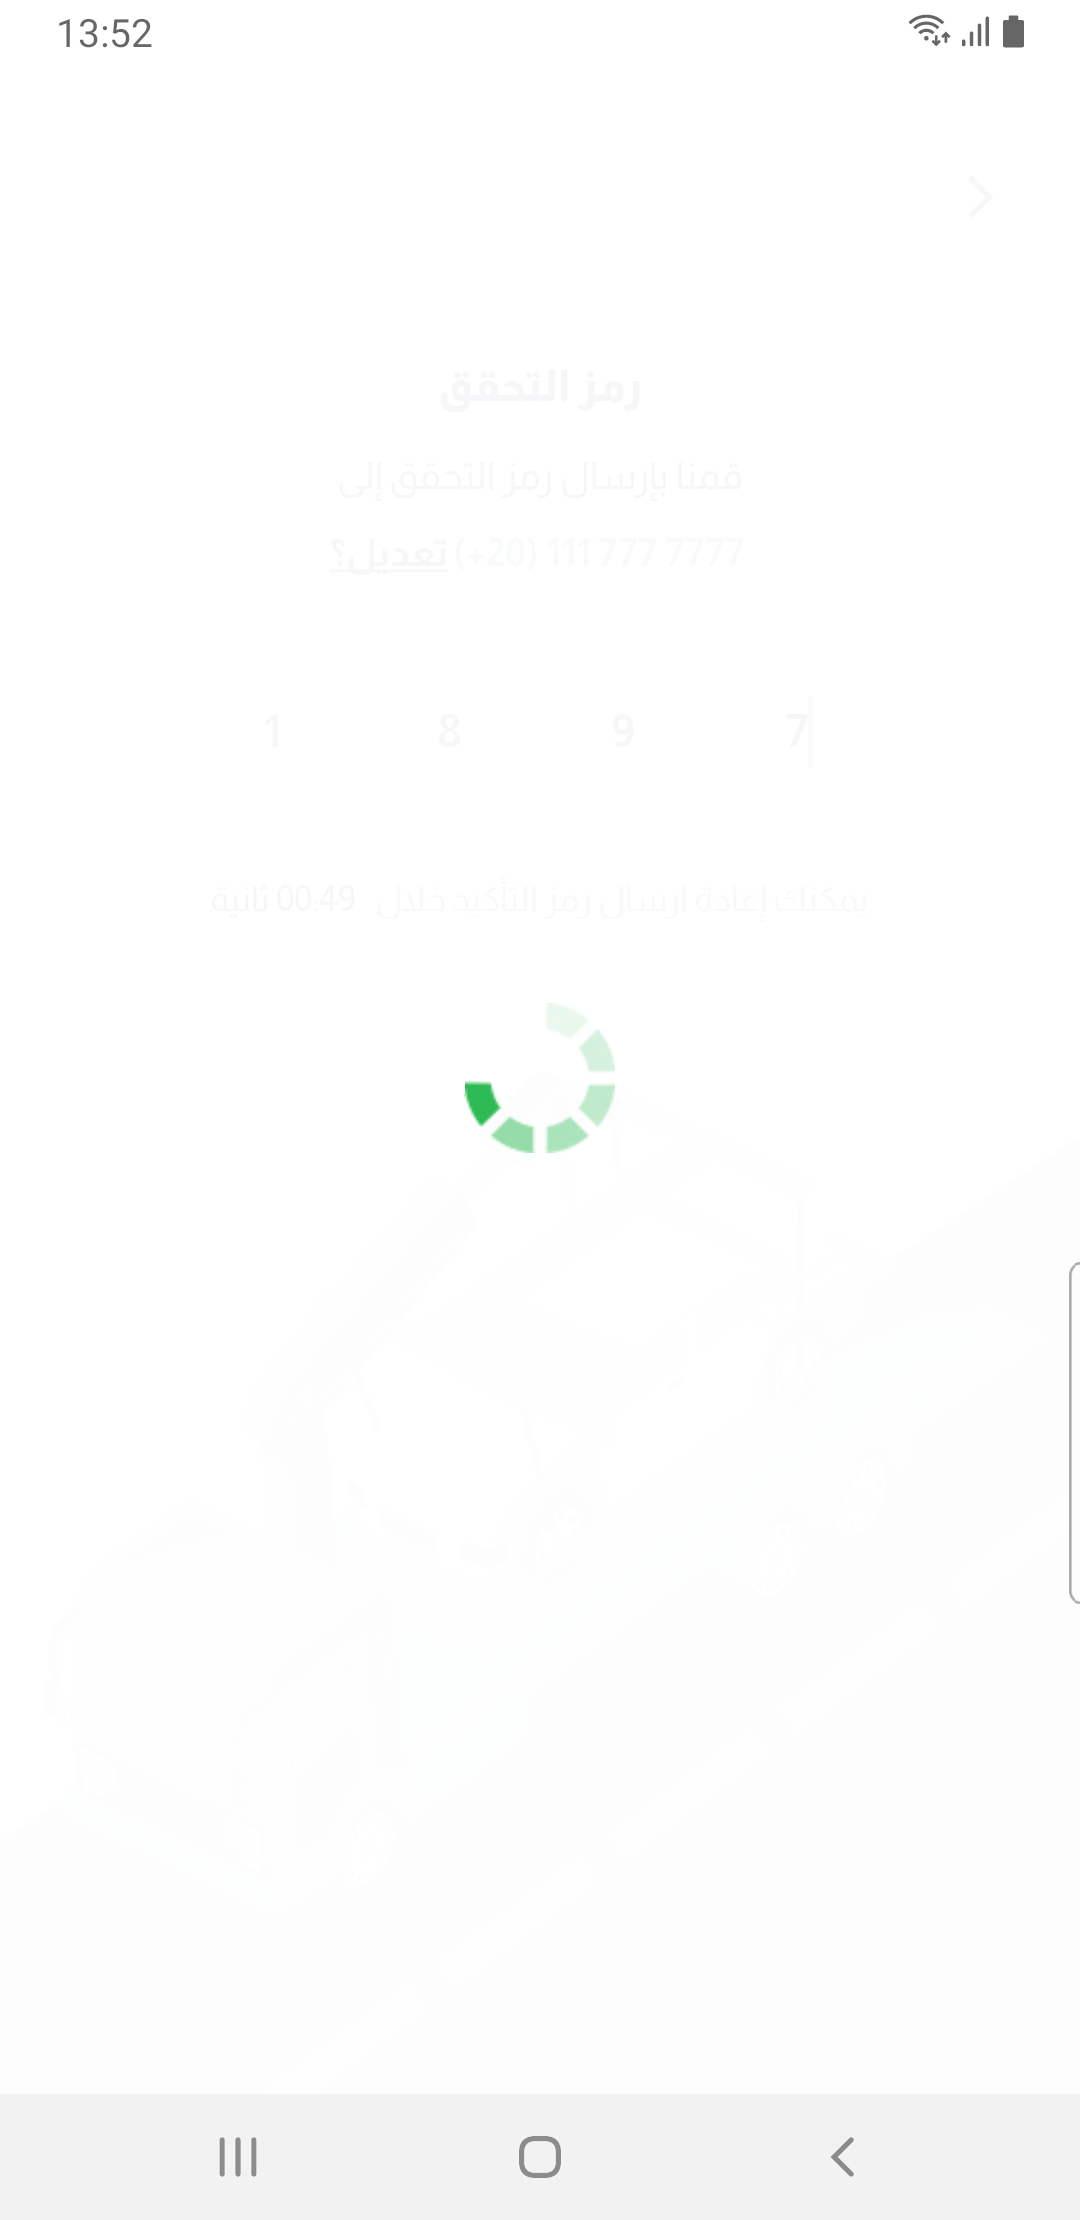 13:52
رمز التحقق
قمنا بإرسال رمز التحقق إلى
(+20) 111 777 7777 تعديل؟
1 8 9 7
يمكنك إعادة ارسال رمز التأكيد خلال 00:49 ثانية